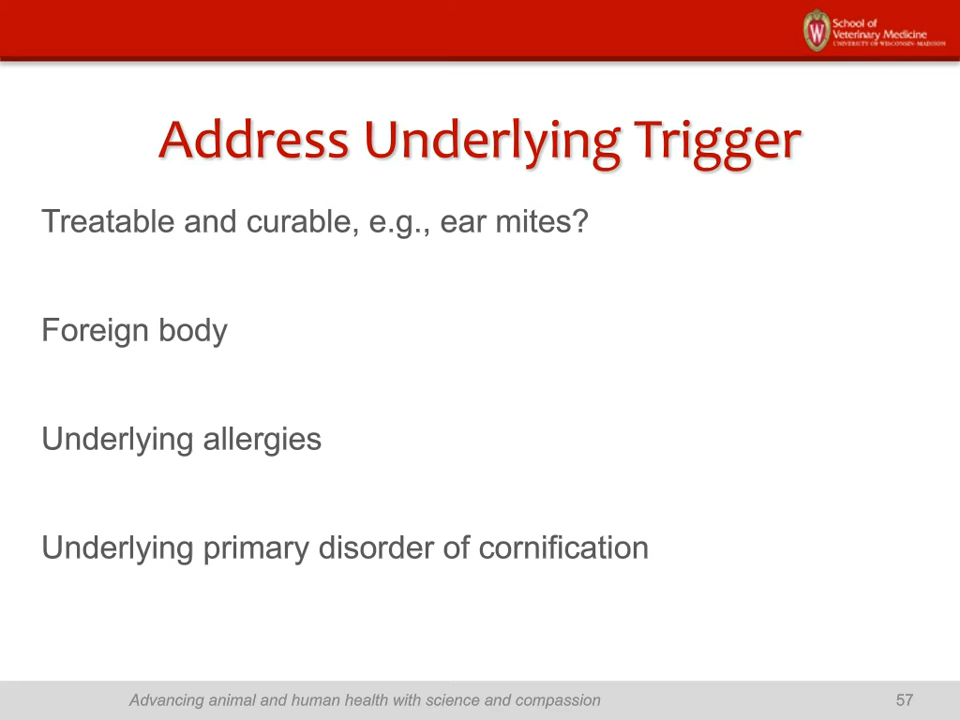 School of
Veterinary Medicine
UNIVERSITY OF WISCONSIN-MADISON
Address Underlying Trigger
Treatable and curable, e.g., ear mites?
Foreign body
Underlying allergies
Underlying primary disorder of cornification
Advancing animal and human health with science and compassion
57